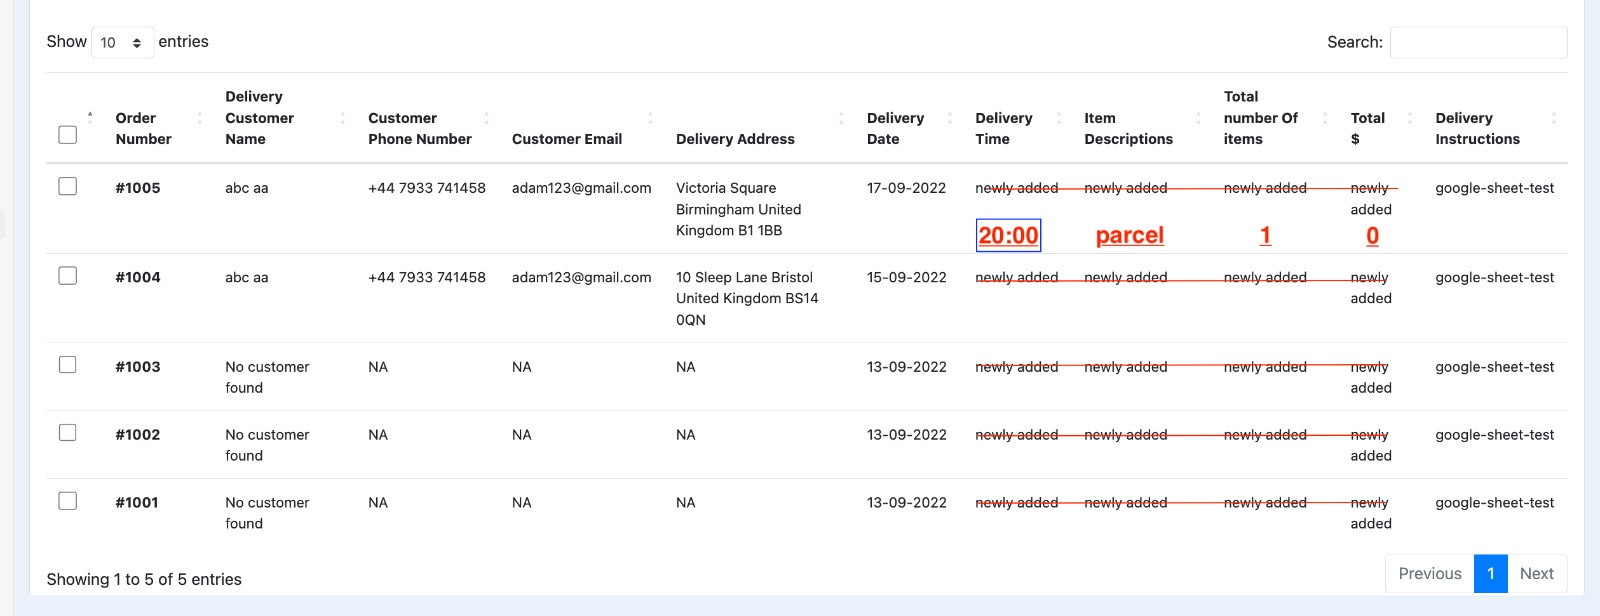 Show 10 entries Search:
Order Number Delivery Customer Name Customer Phone Number Customer Email Delivery Address Delivery Date Delivery Time Item Descriptions Total number Of items Total $ Delivery Instructions
#1005 abc aa +44 7933 741458 adam123@gmail.com Victoria Square 17-09-2022 newly added newly added newly added newly google-sheet-test
Birmingham United added
Kingdom B1 1BB 20:00 parcel 1 0
#1004 abc aa +44 7933 741458 adam123@gmail.com 10 Sleep Lane Bristol 15-09-2022 newly added newly added newly added newly google-sheet-test
United Kingdom BS14 added
0QN
#1003 No customer NA NA NA 13-09-2022 newly added newly added newly added newly google-sheet-test
found added
#1002 No customer NA NA NA 13-09-2022 newly added newly added newly added newly google-sheet-test
found added
#1001 No customer NA NA NA 13-09-2022 newly added newly added newly added newly google-sheet-test
found added
Showing 1 to 5 of 5 entries Previous 1 Next